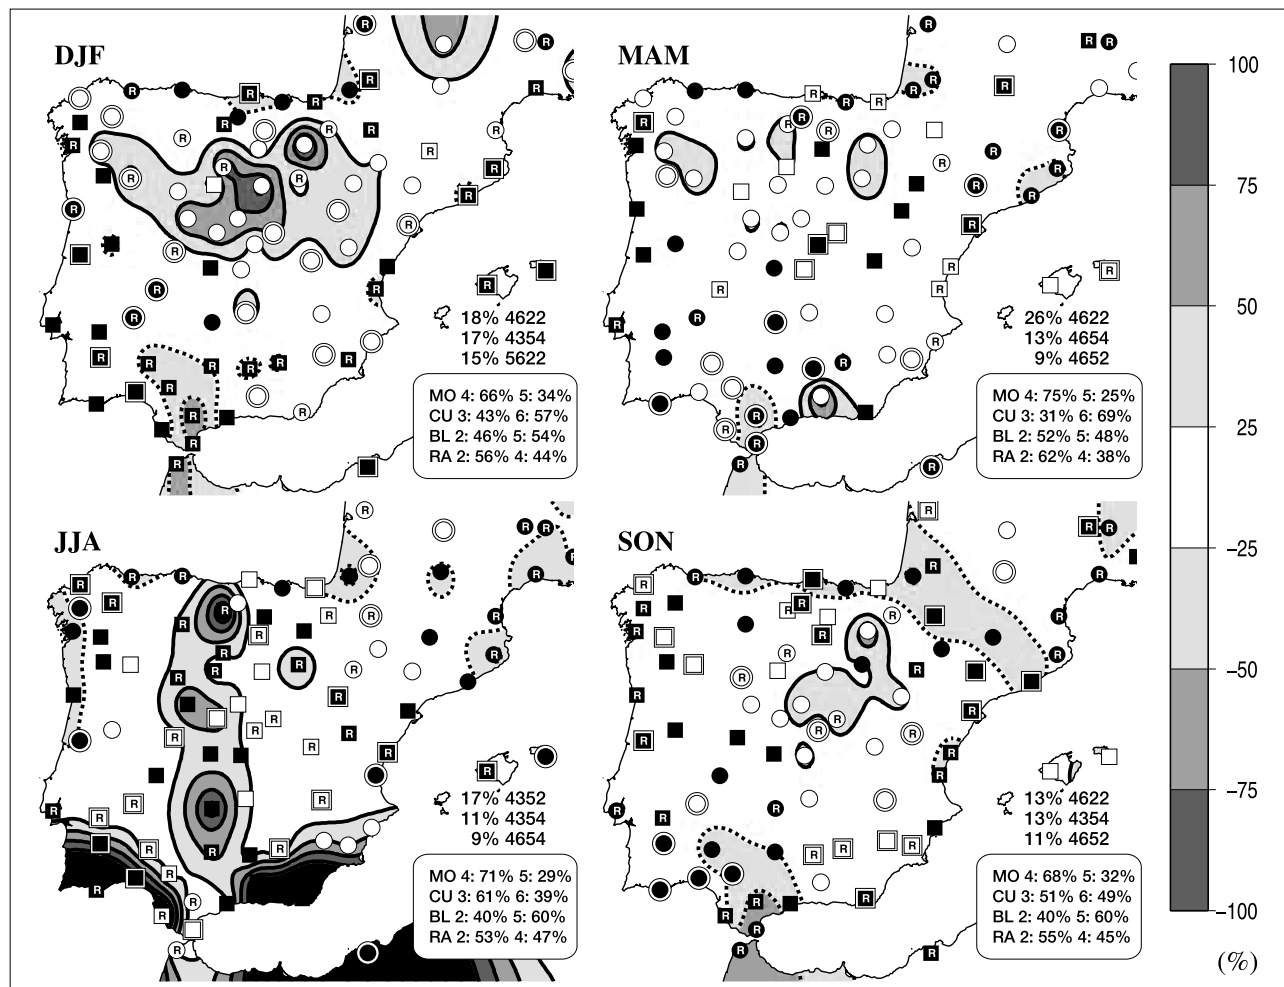 DJF
18% 4622
17% 4354
15% 5622
MO 4: 66% 5: 34%
CU 3: 43% 6: 57%
BL 2: 46% 5: 54%
RA 2: 56% 4: 44%
MAM
26% 4622
13% 4654
9% 4652
MO 4: 75% 5: 25%
CU 3: 31% 6: 69%
BL 2: 52% 5: 48%
RA 2: 62% 4: 38%
JJA
17% 4352
11% 4354
9% 4654
MO 4: 71% 5: 29%
CU 3: 61% 6: 39%
BL 2: 40% 5: 60%
RA 2: 53% 4: 47%
SON
13% 4622
13% 4354
11% 4652
MO 4: 68% 5: 32%
CU 3: 51% 6: 49%
BL 2: 40% 5: 60%
RA 2: 55% 4: 45%
100
75
50
25
-25
-50
-75
-100
(%)